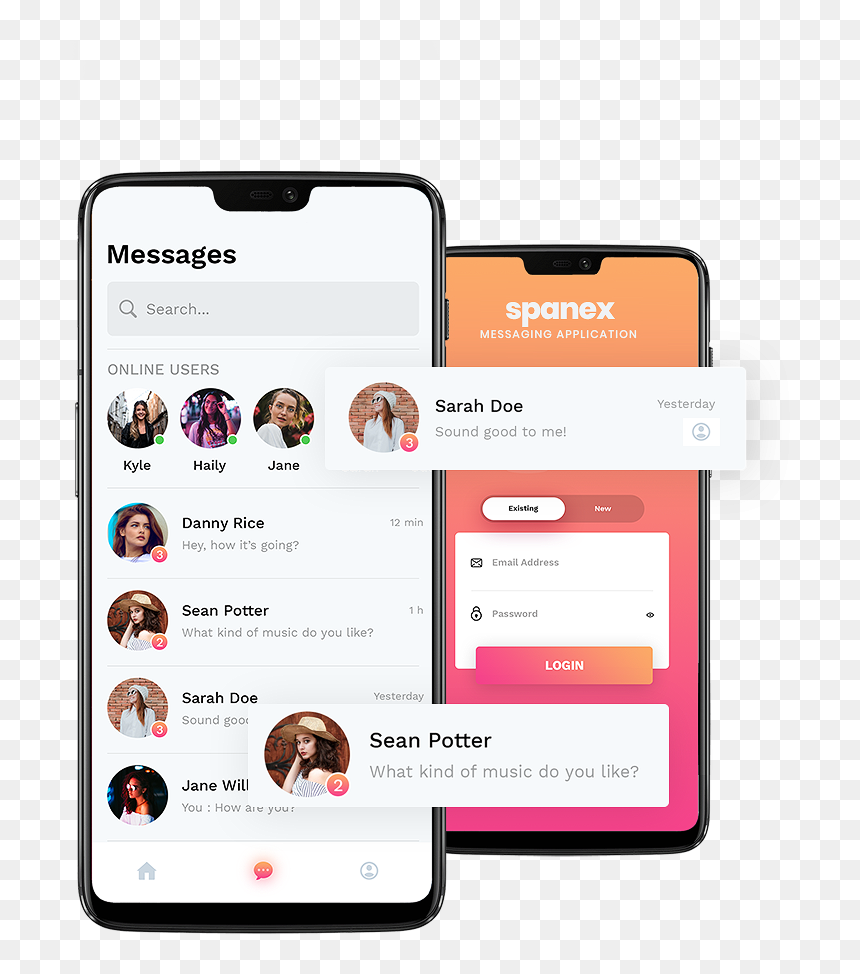 Messages
Search...
ONLINE USERS
Kyle
Haily
Jane
Danny Rice
12 min
Hey, how it's going?
3
Sean Potter
1 h
What kind of music do you like?
2
Sarah Doe
Yesterday
Sound good
3
Jane Will
You : How are you?
spanex
MESSAGING APPLICATION
Sarah Doe
Yesterday
Sound good to me!
3
Existing
New
Email Address
Password
LOGIN
Sean Potter
What kind of music do you like?
2